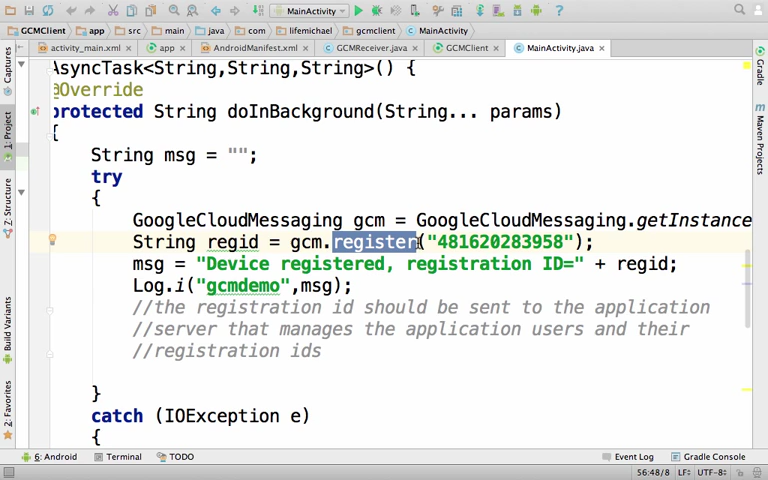 MainActivity
GCMClient app src main java com lifemichael gcmclient MainActivity
activity_main.xml app AndroidManifest.xml GCMReceiver.java GCMClient MainActivity.java
Captures
1: Project
7: Structure
Build Variants
2: Favorites
Gradle
Maven Projects
AsyncTask<String,String,String>() {
@Override
protected String doInBackground(String... params)
{
String msg = "";
try
{
GoogleCloudMessaging gcm = GoogleCloudMessaging.getInstance
String regid = gcm.register("481620283958");
msg = "Device registered, registration ID=" + regid;
Log.i("gcmdemo",msg);
//the registration id should be sent to the application
//server that manages the application users and their
//registration ids
}
catch (IOException e)
{
6: Android Terminal TODO Event Log Gradle Console
56:48/8 LF÷ UTF-8÷